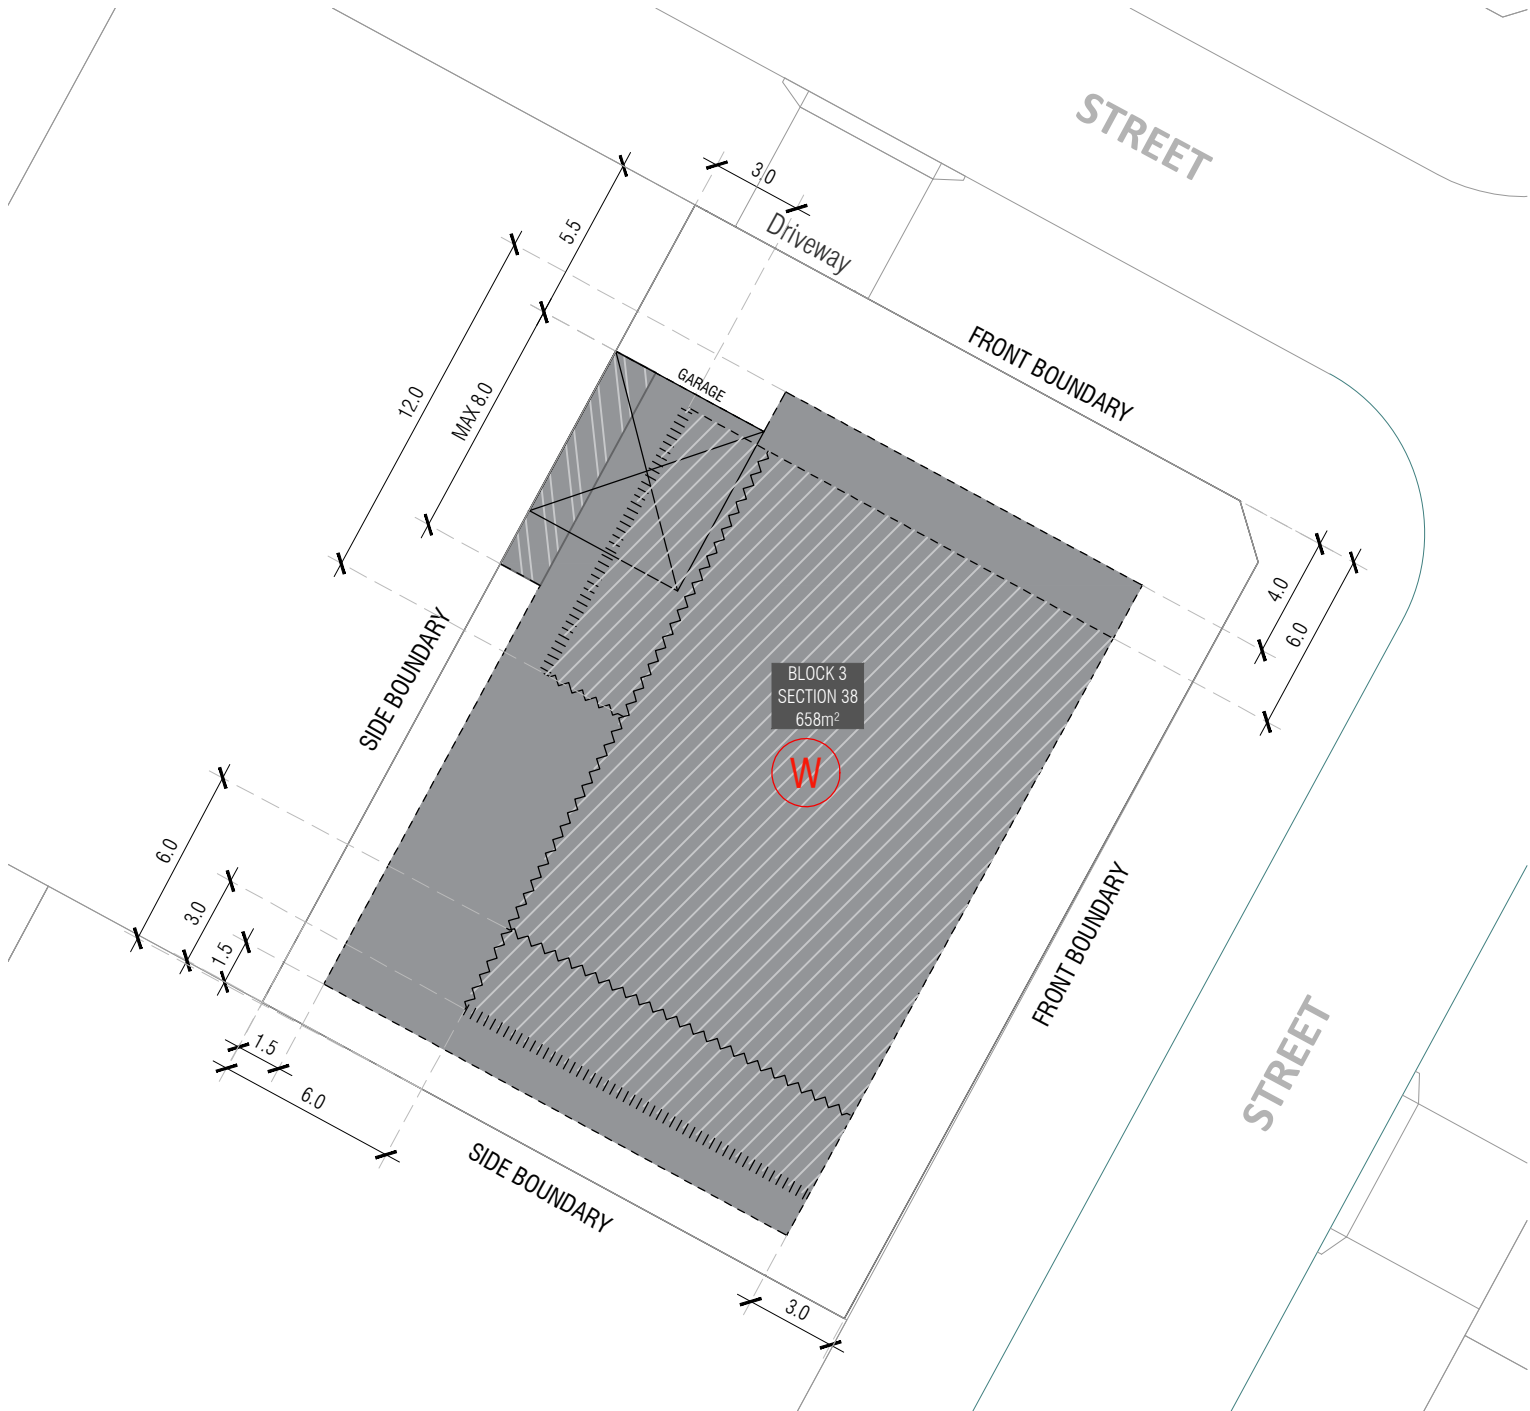 STREET
3.0
Driveway
5.5
FRONT BOUNDARY
GARAGE
12.0
MAX 8.0
4.0
6.0
SIDE BOUNDARY
BLOCK 3
SECTION 38
658m²
W
6.0
3.0
1.5
FRONT BOUNDARY
1.5
6.0
STREET
SIDE BOUNDARY
3.0